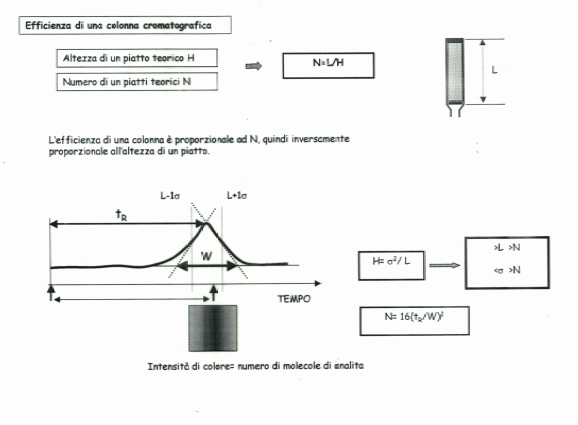 Efficienza di una colonna cromatografica
Altezza di un piatto teorico H
Numero di un piatti teorici N
N=L/H
L
L'efficienza di una colonna è proporzionale ad N, quindi inversamente
proporzionale all'altezza di un piatto.
L-1σ L+1σ
tR
W
TEMPO
H= σ²/ L
>L >N
<σ >N
N= 16(tR/W)²
Intensità di colore= numero di molecole di analita